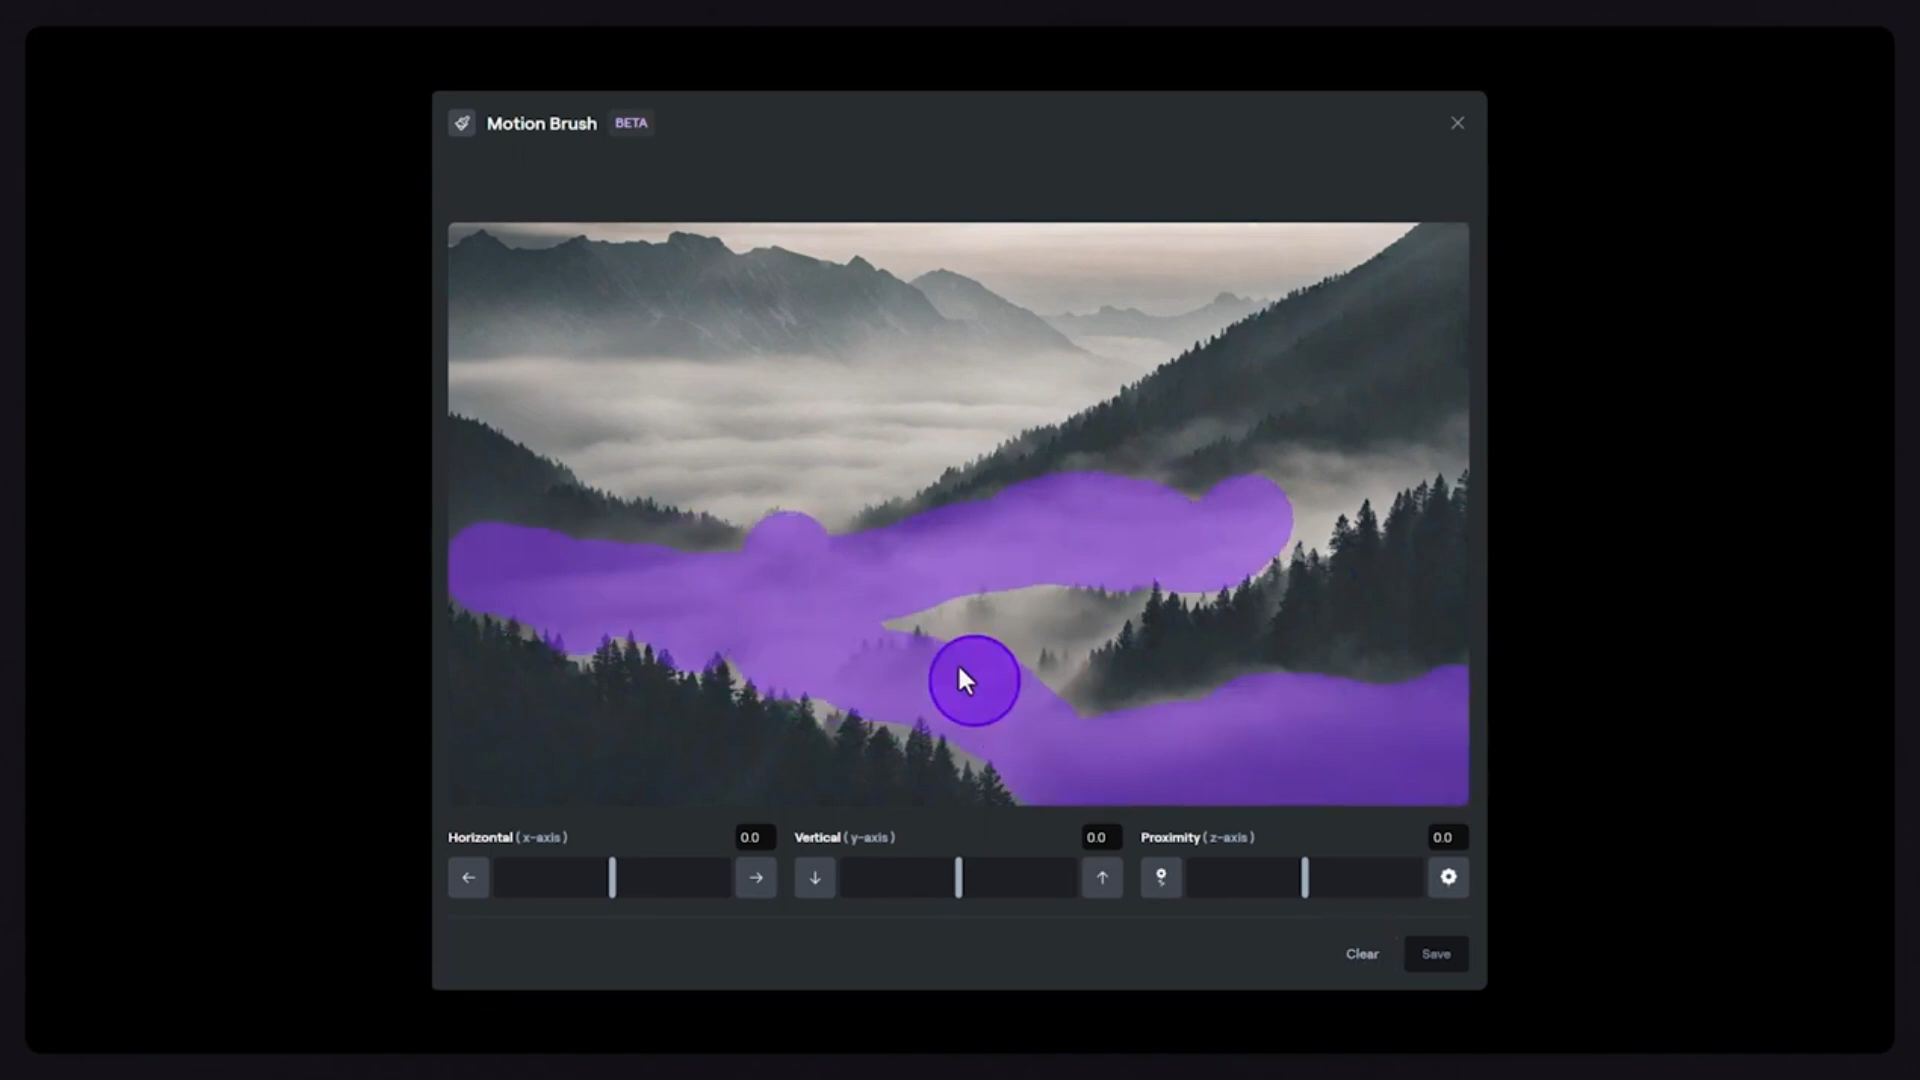 Motion Brush BETA
Horizontal (x-axis) 0.0 Vertical (y-axis) 0.0 Proximity (z-axis) 0.0
Clear Save